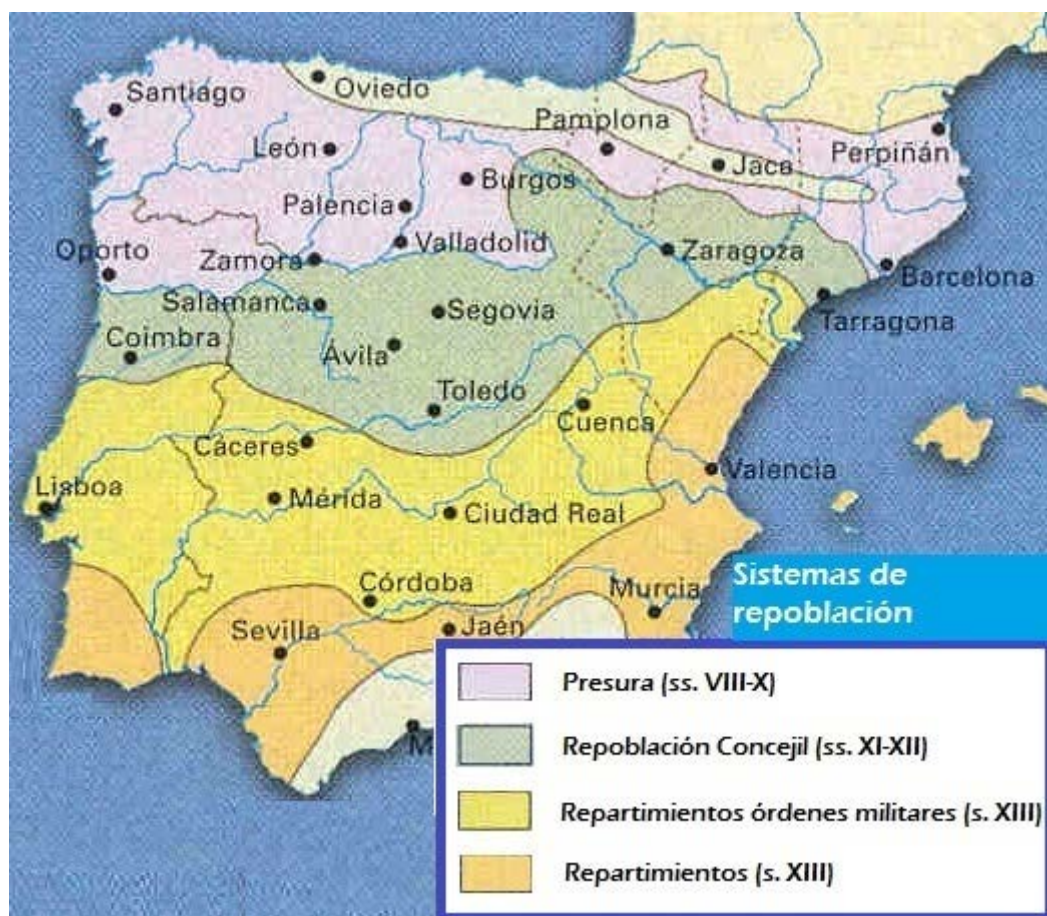 Oviedo
Santiágo
Pamplona
Perpiñán
León
Jaca
Burgos
Palencia
Oporto
Valladolid
Zaragoza
Zamora
Barcelona
Salamanca
Segovia
Tarragona
Coimbra
Ávila
Toledo
Cuenca
Cáceres
Valencia
Lisboa
Mérida
Ciudad Real
Sistemas de
repoblación
Córdoba
Murcia
Sevilla
Jaén
M
Presura (ss. VIII-X)
Repoblación Concejil (ss. XI-XII)
Repartimientos órdenes militares (s. XIII)
Repartimientos (s. XIII)